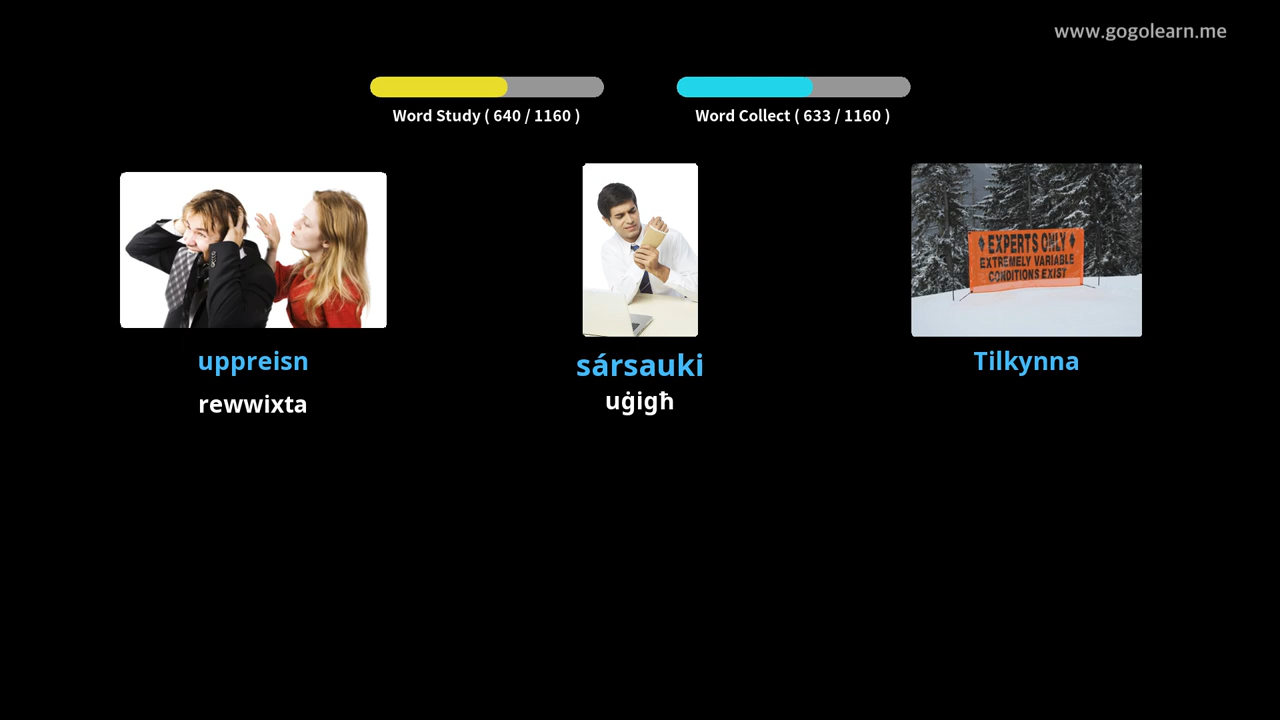 www.gogolearn.me
Word Study ( 640 / 1160 )
Word Collect ( 633 / 1160 )
EXPERTS ONLY
EXTREMELY VARIABLE
CONDITIONS EXIST
uppreisn
sársauki
Tilkynna
rewwixta
uġigħ